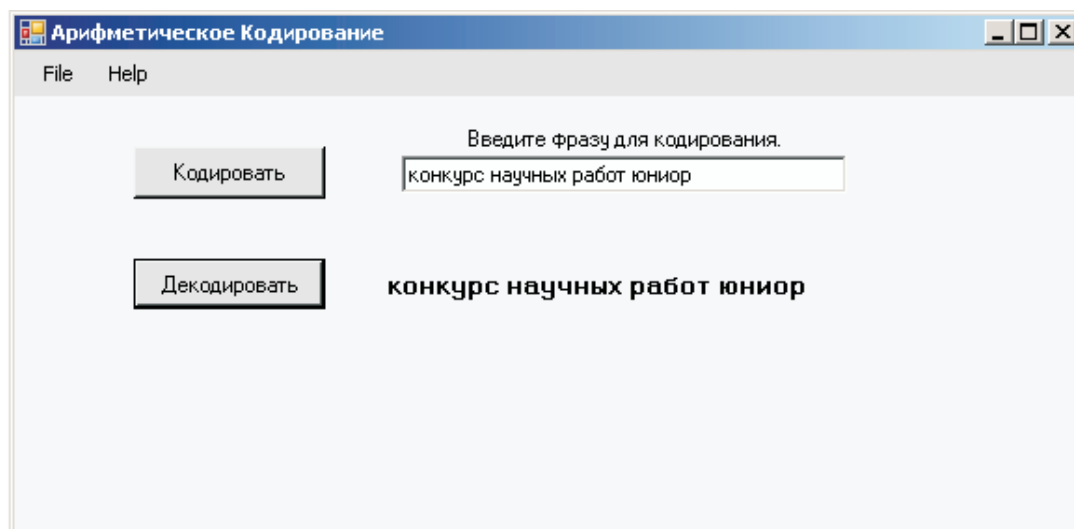 Арифметическое Кодирование
File Help
Введите фразу для кодирования.
Кодировать
конкурс научных работ юниор
Декодировать
конкурс научных работ юниор